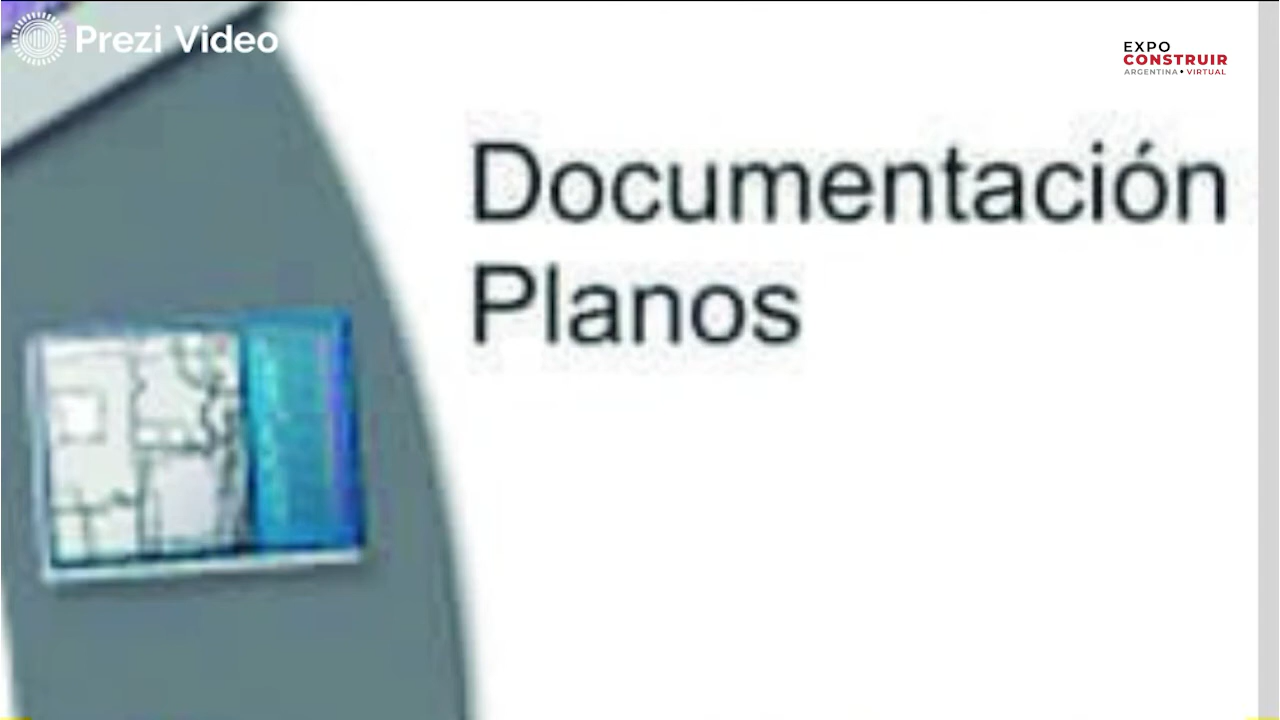 Prezi Video
EXPO
CONSTRUIR
ARGENTINA • VIRTUAL
Documentación
Planos